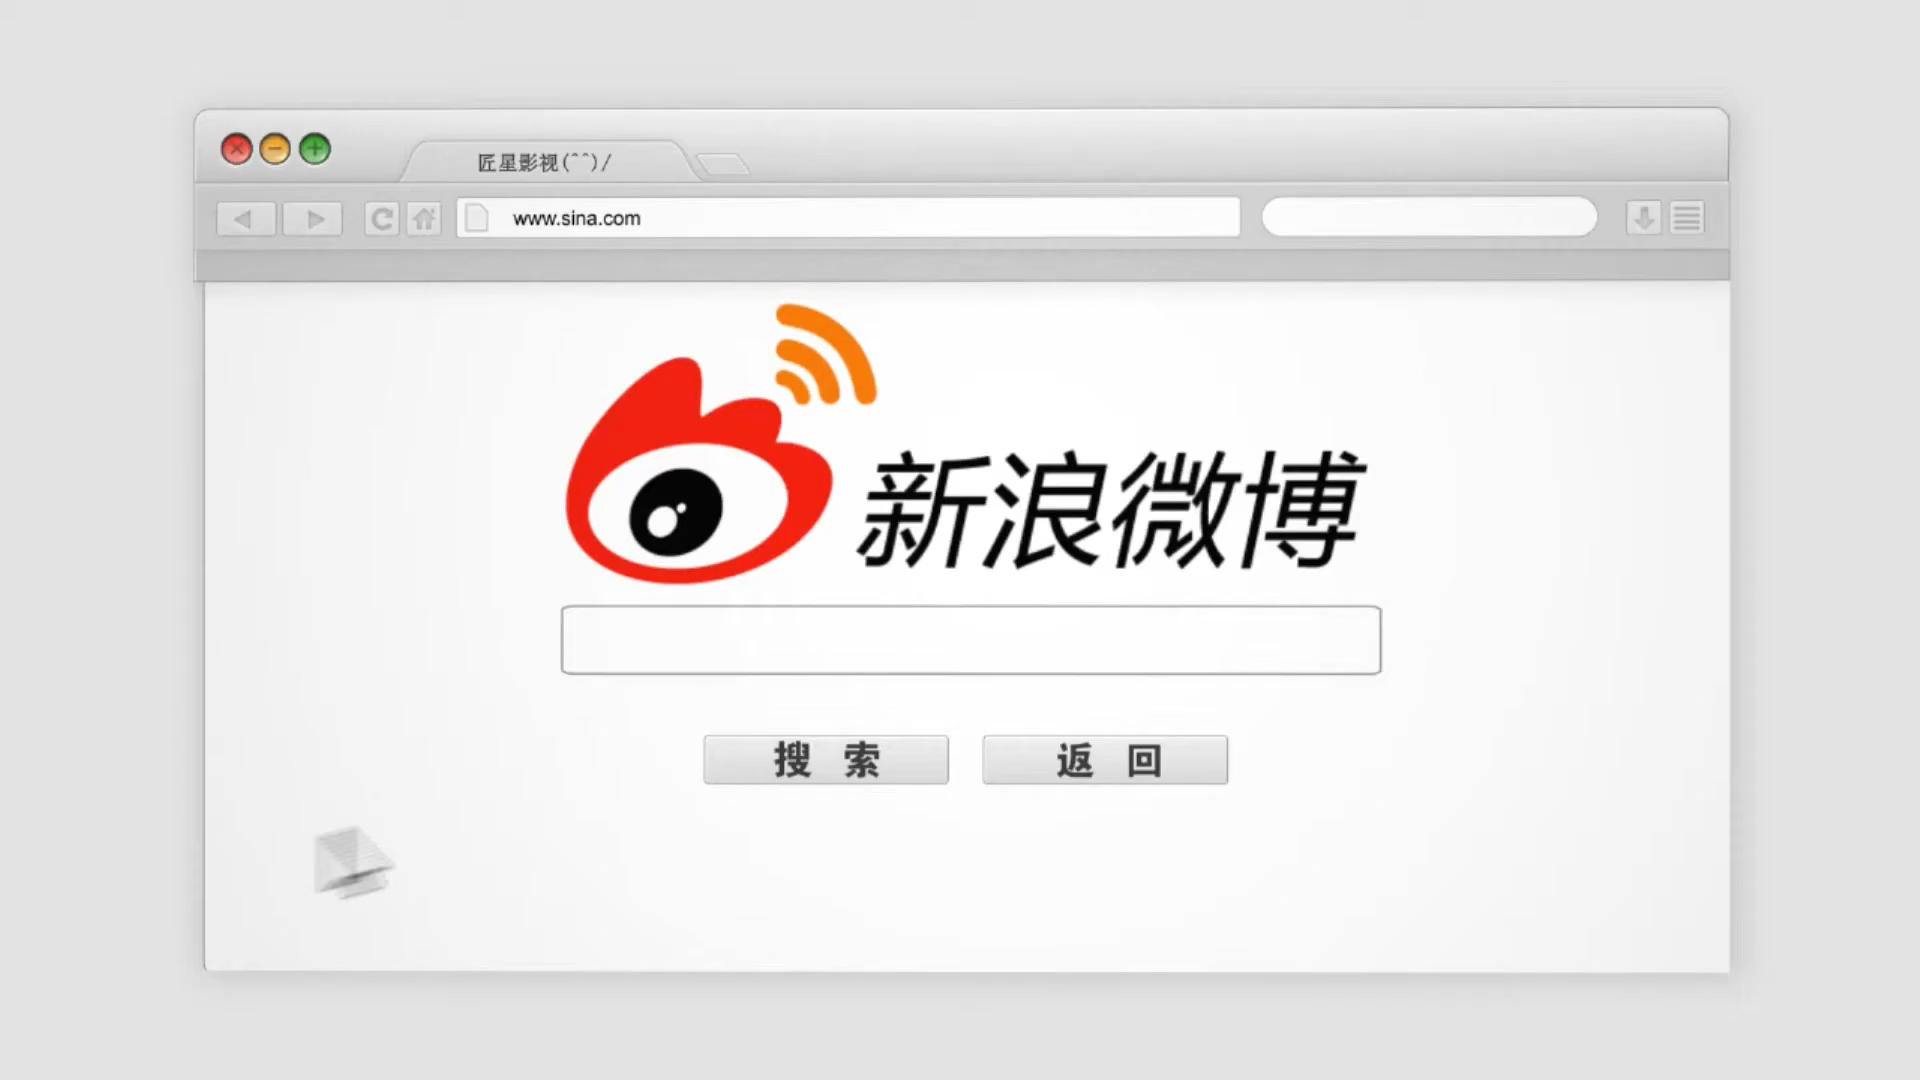 匠星影视(^^)/
www.sina.com
新浪微博
搜 索
返 回